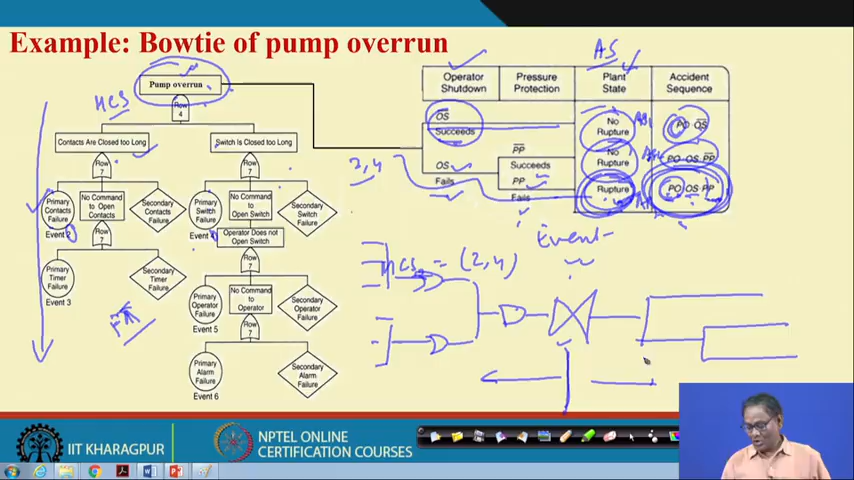 Example: Bowtie of pump overrun
AS
Operator Shutdown
Pressure Protection
Plant State
Accident Sequence
Pump overrun
MCS
Row 4
OS
Succeeds
No Rupture
PO OS
Contacts Are Closed too Long
Switch Is Closed too Long
Row 7
Row 7
2,4
PP
Succeeds
No Rupture
PO·OS·PP
OS
Fails
PP
Fails
Rupture
PO·OS·PP
Primary Contacts Failure
No Command to Open Contacts
Secondary Contacts Failure
Primary Switch Failure
No Command to Open Switch
Secondary Switch Failure
Event 2
Event 4
Row 7
Operator Does not Open Switch
Event
Primary Timer Failure
Secondary Timer Failure
Row 7
MCS = (2,4)
Event 3
Primary Operator Failure
No Command to Operator
Secondary Operator Failure
Event 5
Row 7
Primary Alarm Failure
Secondary Alarm Failure
Event 6
IIT KHARAGPUR
NPTEL ONLINE
CERTIFICATION COURSES